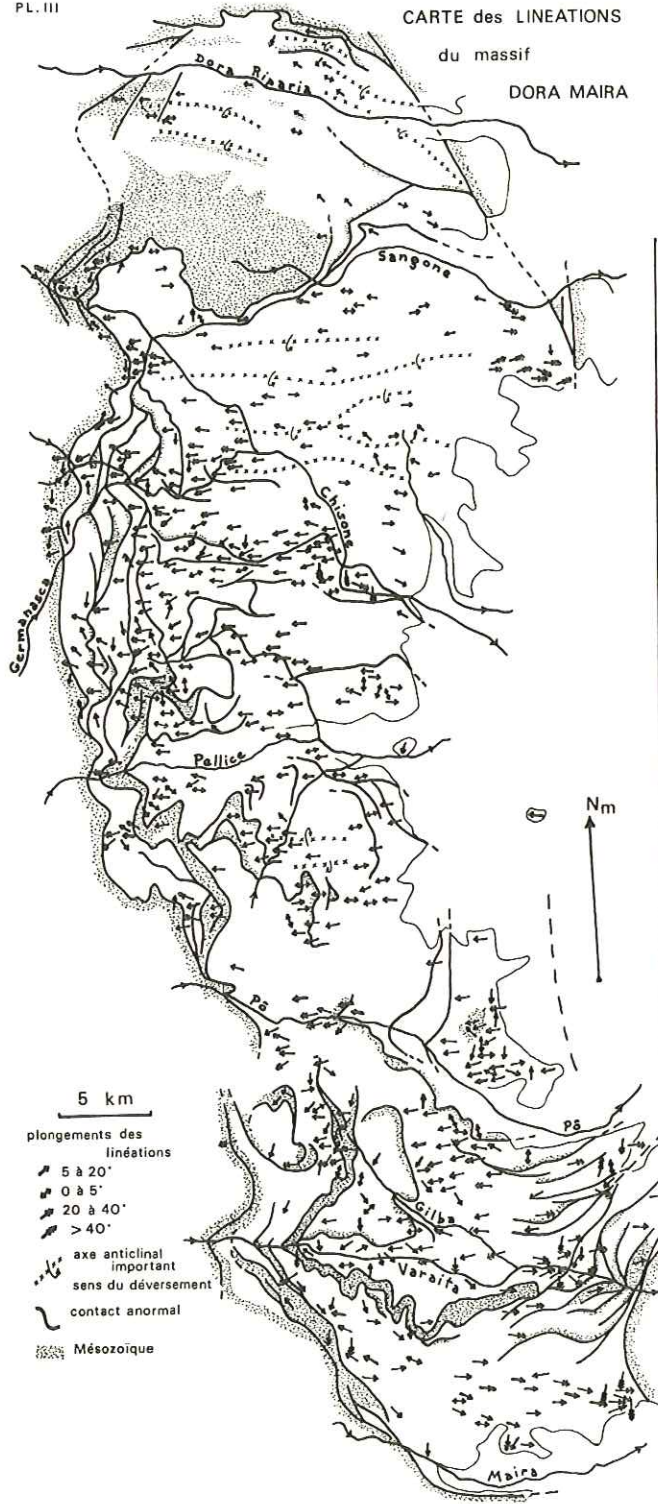 PL. III
CARTE des LINEATIONS
du massif
DORA MAIRA
Dora Riparia
Sangone
Chisone
Germanasca
Pellice
Nm
Pô
Pô
5 km
plongements des
linéations
5 à 20°
0 à 5°
20 à 40°
> 40°
axe anticlinal
important
sens du déversement
contact anormal
Mésozoïque
Gilba
Varaita
Maira